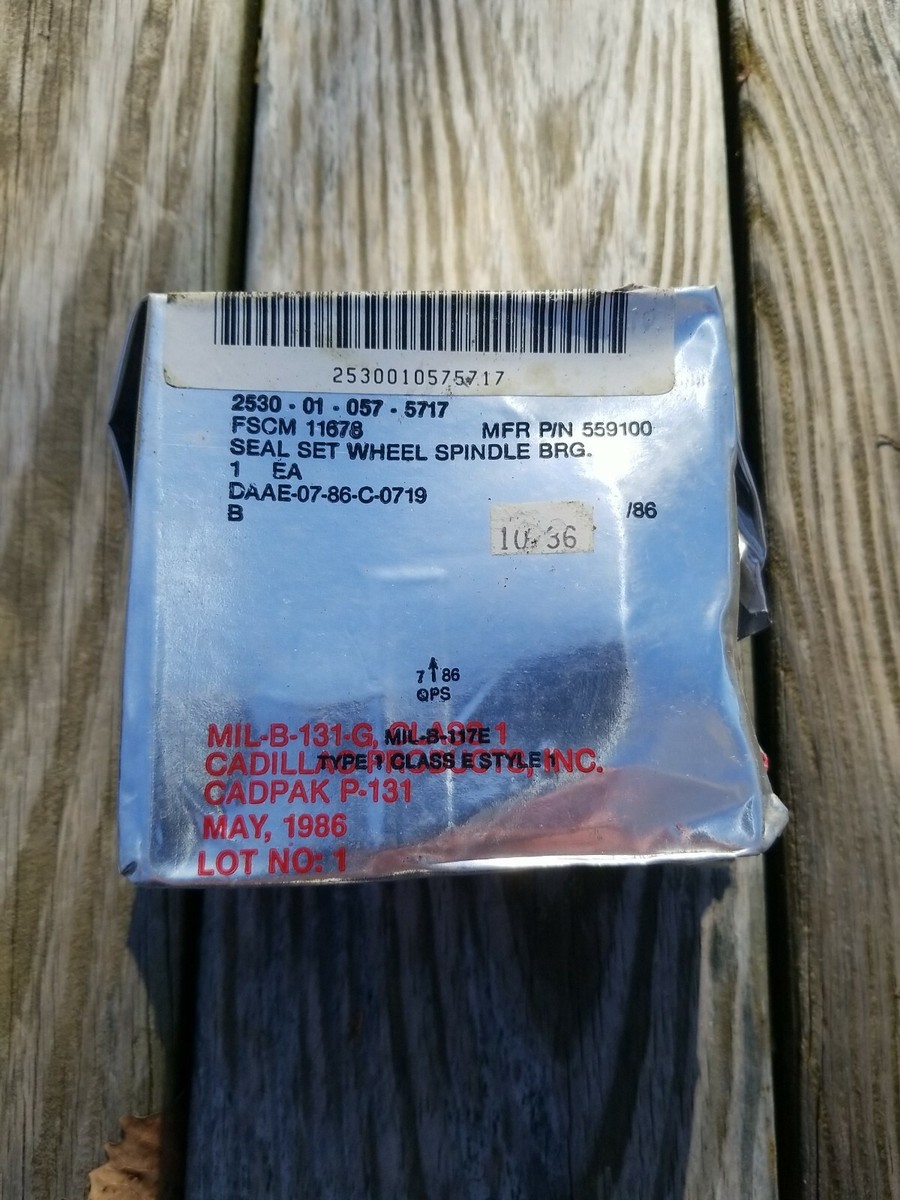 2530010575717
2530-01-057-5717
FSCM 11678 MFR P/N 559100
SEAL SET WHEEL SPINDLE BRG.
1 EA
DAAE-07-86-C-0719
B /86
7 86
QPS
MIL-B-131-G, CLASS 1
MIL-B-117E
CADILLAC PRODUCTS, INC.
TYPE 1 CLASS E STYLE 1
CADPAK P-131
MAY, 1986
LOT NO: 1